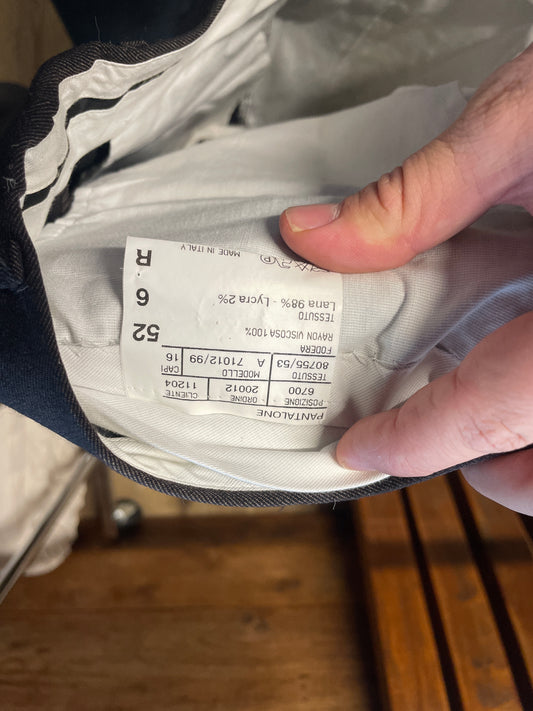 PANTALONE
POSIZIONE ORDINE CLIENTE
6700 20012 11204
TESSUTO MODELLO CAPI
80755/53 A 71012/99 16
FODERA
RAYON VISCOSA 100%
TESSUTO
Lana 98% - Lycra 2%
MADE IN ITALY
52
6
R